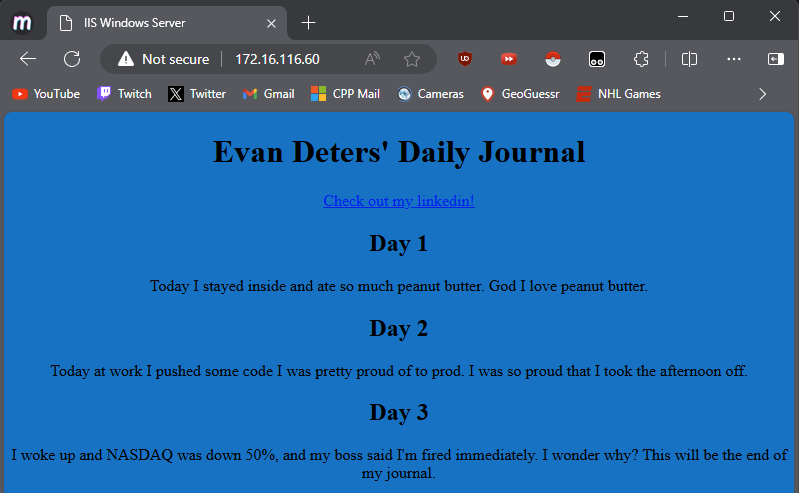 m
IIS Windows Server
Not secure
172.16.116.60
YouTube
Twitch
Twitter
Gmail
CPP Mail
Cameras
GeoGuessr
NHL Games
Evan Deters' Daily Journal
Check out my linkedin!
Day 1
Today I stayed inside and ate so much peanut butter. God I love peanut butter.
Day 2
Today at work I pushed some code I was pretty proud of to prod. I was so proud that I took the afternoon off.
Day 3
I woke up and NASDAQ was down 50%, and my boss said I'm fired immediately. I wonder why? This will be the end of
my journal.